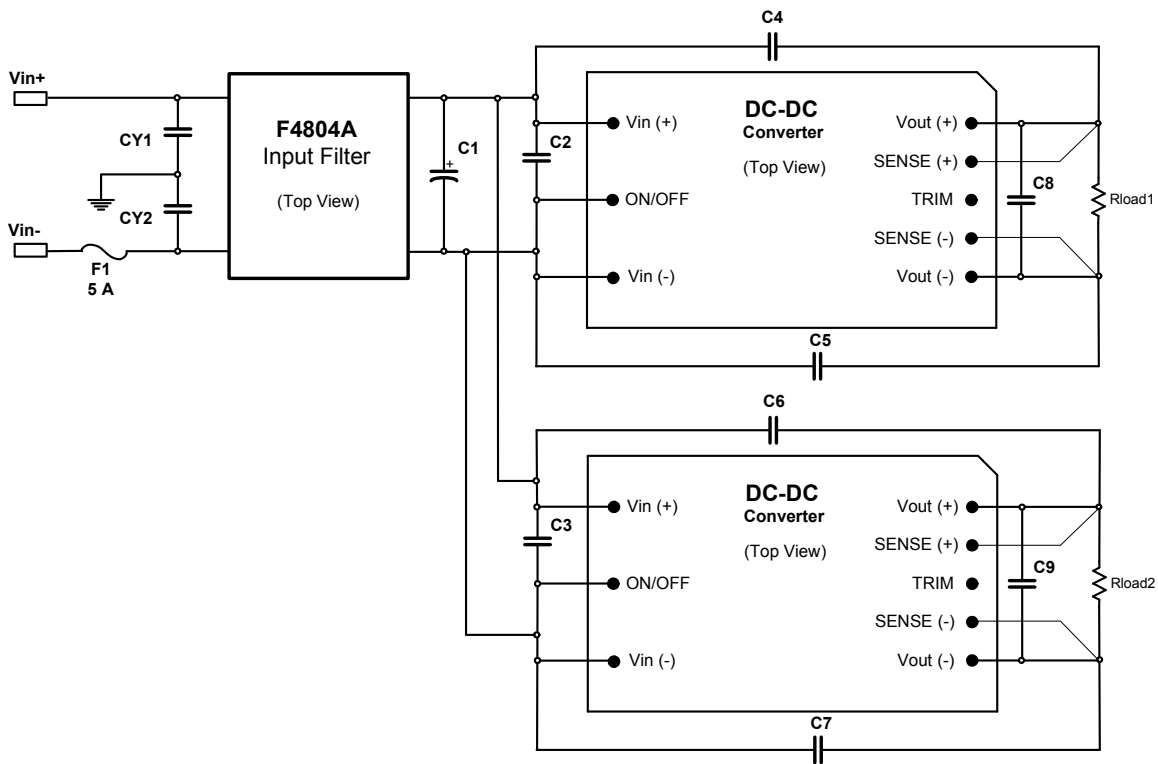 C4
Vin+
CY1
CY2
Vin-
F1
5 A
F4804A
Input Filter
(Top View)
C1
C2
DC-DC
Converter
(Top View)
Vin (+)
ON/OFF
Vin (-)
Vout (+)
SENSE (+)
TRIM
SENSE (-)
Vout (-)
C8
Rload1
C5
C6
C3
DC-DC
Converter
(Top View)
Vin (+)
ON/OFF
Vin (-)
Vout (+)
SENSE (+)
TRIM
SENSE (-)
Vout (-)
C9
Rload2
C7
+